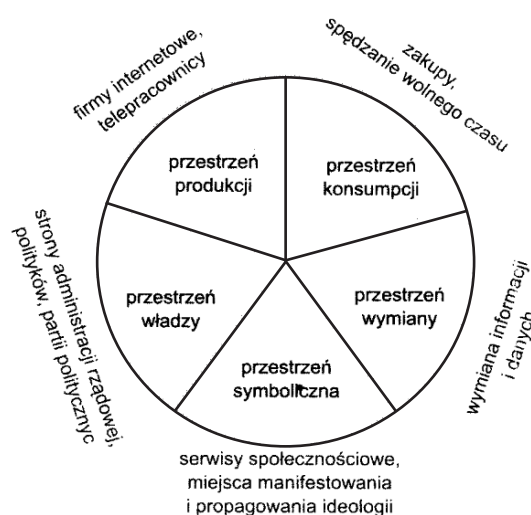 firmy internetowe,
telepracownicy
zakupy,
spędzanie wolnego czasu
przestrzeń
produkcji
przestrzeń
konsumpcji
strony administracji rządowej,
polityków, partii politycznyc
przestrzeń
władzy
przestrzeń
wymiany
wymiana informacji
i danych
przestrzeń
symboliczna
serwisy społecznościowe,
miejsca manifestowania
i propagowania ideologii